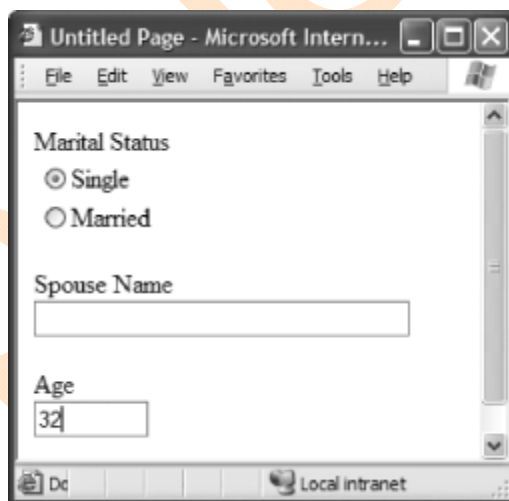 Untitled Page - Microsoft Intern...
File Edit View Favorites Tools Help
Marital Status
Single
Married
Spouse Name
Age
32
Dc
Local intranet